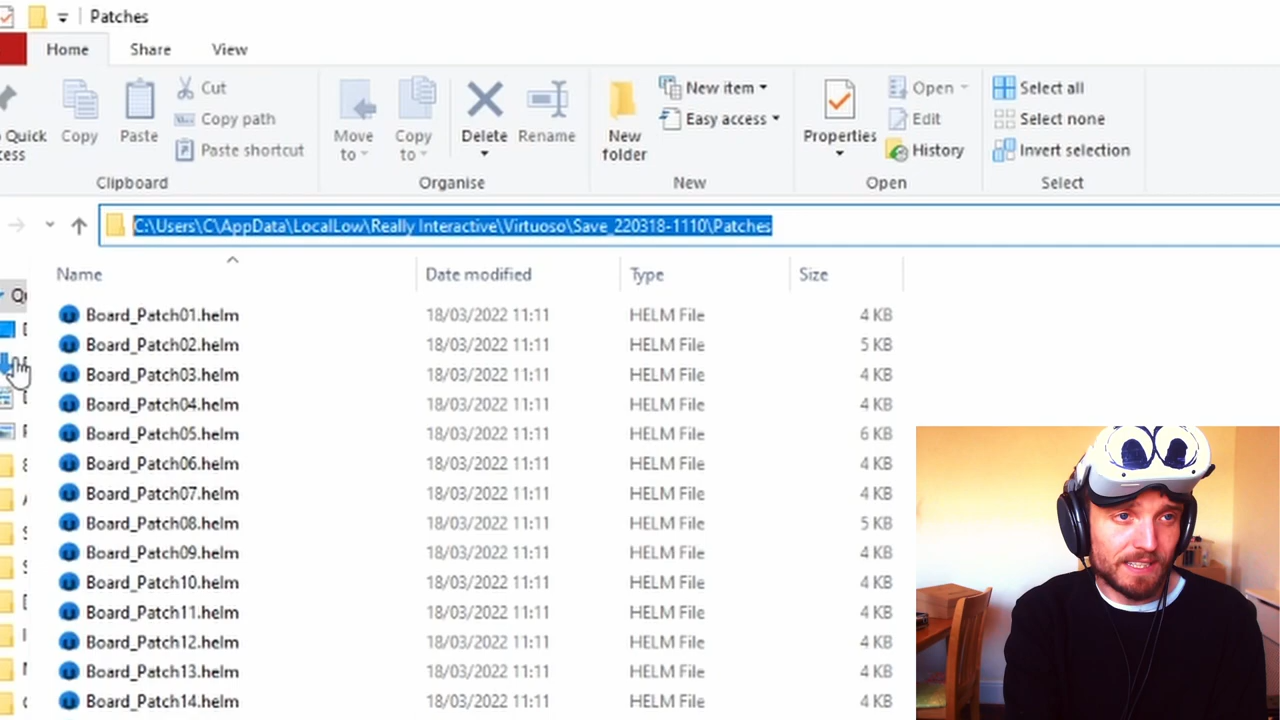 Patches
Home Share View
Quick
Copy Paste Cut
Copy path
Paste shortcut
Move to Copy to Delete Rename
New folder New item
Easy access
Properties Open
Edit
History
Select all
Select none
Invert selection
Clipboard Organise New Open Select
C:\Users\C\AppData\LocalLow\Really Interactive\Virtuoso\Save_220318-1110\Patches
Name Date modified Type Size
Board_Patch01.helm 18/03/2022 11:11 HELM File 4 KB
Board_Patch02.helm 18/03/2022 11:11 HELM File 5 KB
Board_Patch03.helm 18/03/2022 11:11 HELM File 4 KB
Board_Patch04.helm 18/03/2022 11:11 HELM File 4 KB
Board_Patch05.helm 18/03/2022 11:11 HELM File 6 KB
Board_Patch06.helm 18/03/2022 11:11 HELM File 4 KB
Board_Patch07.helm 18/03/2022 11:11 HELM File 4 KB
Board_Patch08.helm 18/03/2022 11:11 HELM File 5 KB
Board_Patch09.helm 18/03/2022 11:11 HELM File 4 KB
Board_Patch10.helm 18/03/2022 11:11 HELM File 4 KB
Board_Patch11.helm 18/03/2022 11:11 HELM File 4 KB
Board_Patch12.helm 18/03/2022 11:11 HELM File 4 KB
Board_Patch13.helm 18/03/2022 11:11 HELM File 4 KB
Board_Patch14.helm 18/03/2022 11:11 HELM File 4 KB